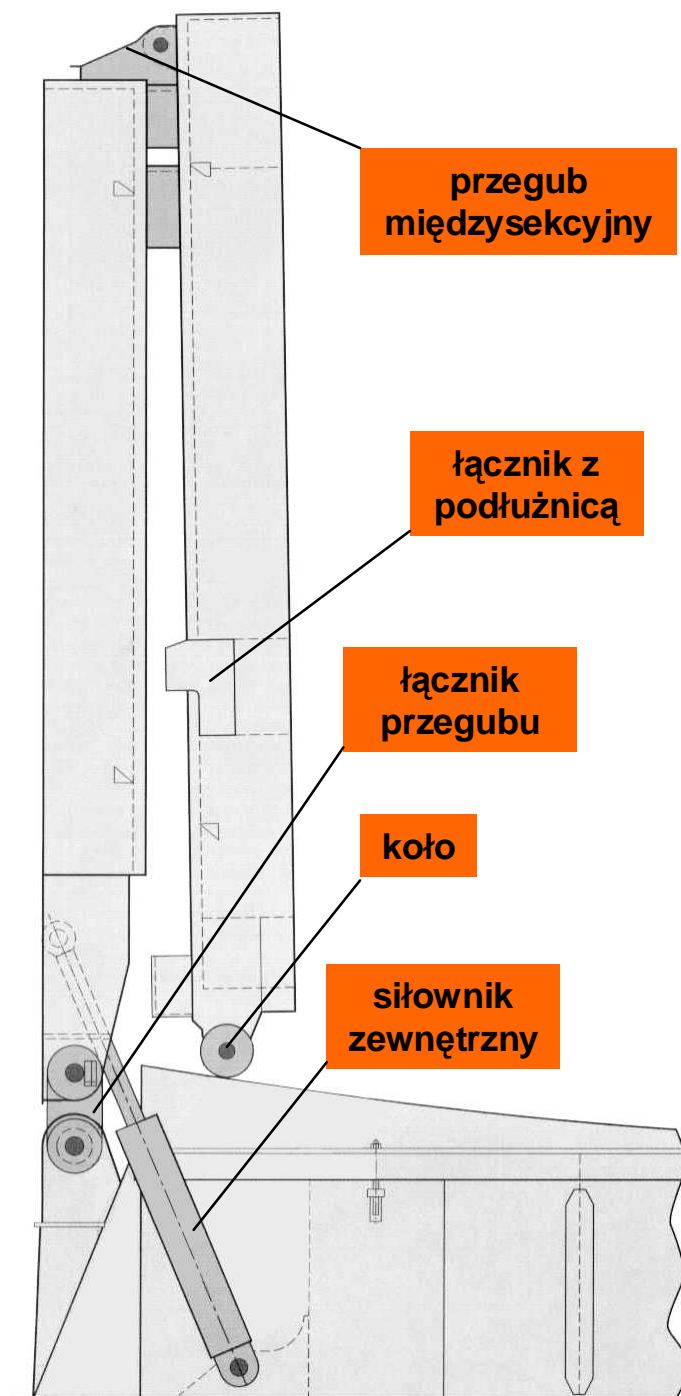 przegub
międzysekcyjny
łącznik z
podłużnicą
łącznik
przegubu
koło
siłownik
zewnętrzny